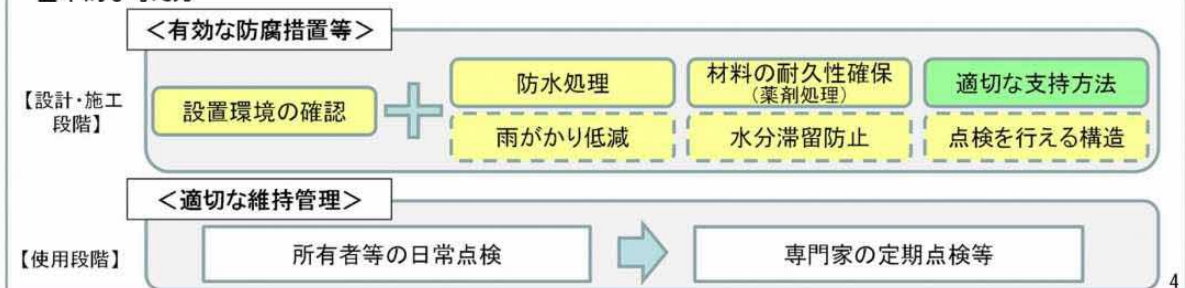 ＜有効な防腐措置等＞
【設計・施工
段階】
設置環境の確認
防水処理
材料の耐久性確保
（薬剤処理）
適切な支持方法
雨がかり低減
水分滞留防止
点検を行える構造
＜適切な維持管理＞
【使用段階】
所有者等の日常点検
専門家の定期点検等
4